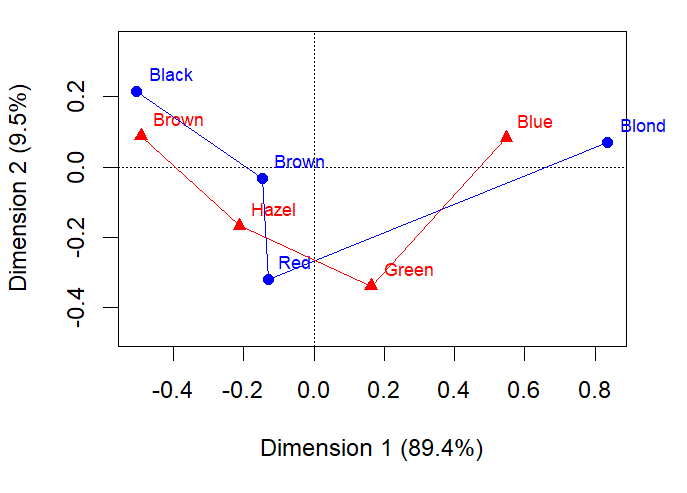 Dimension 2 (9.5%)
0.2
0.0
-0.2
-0.4
Black
Brown
Blue
Blond
Brown
Hazel
Red
Green
-0.4 -0.2 0.0 0.2 0.4 0.6 0.8
Dimension 1 (89.4%)